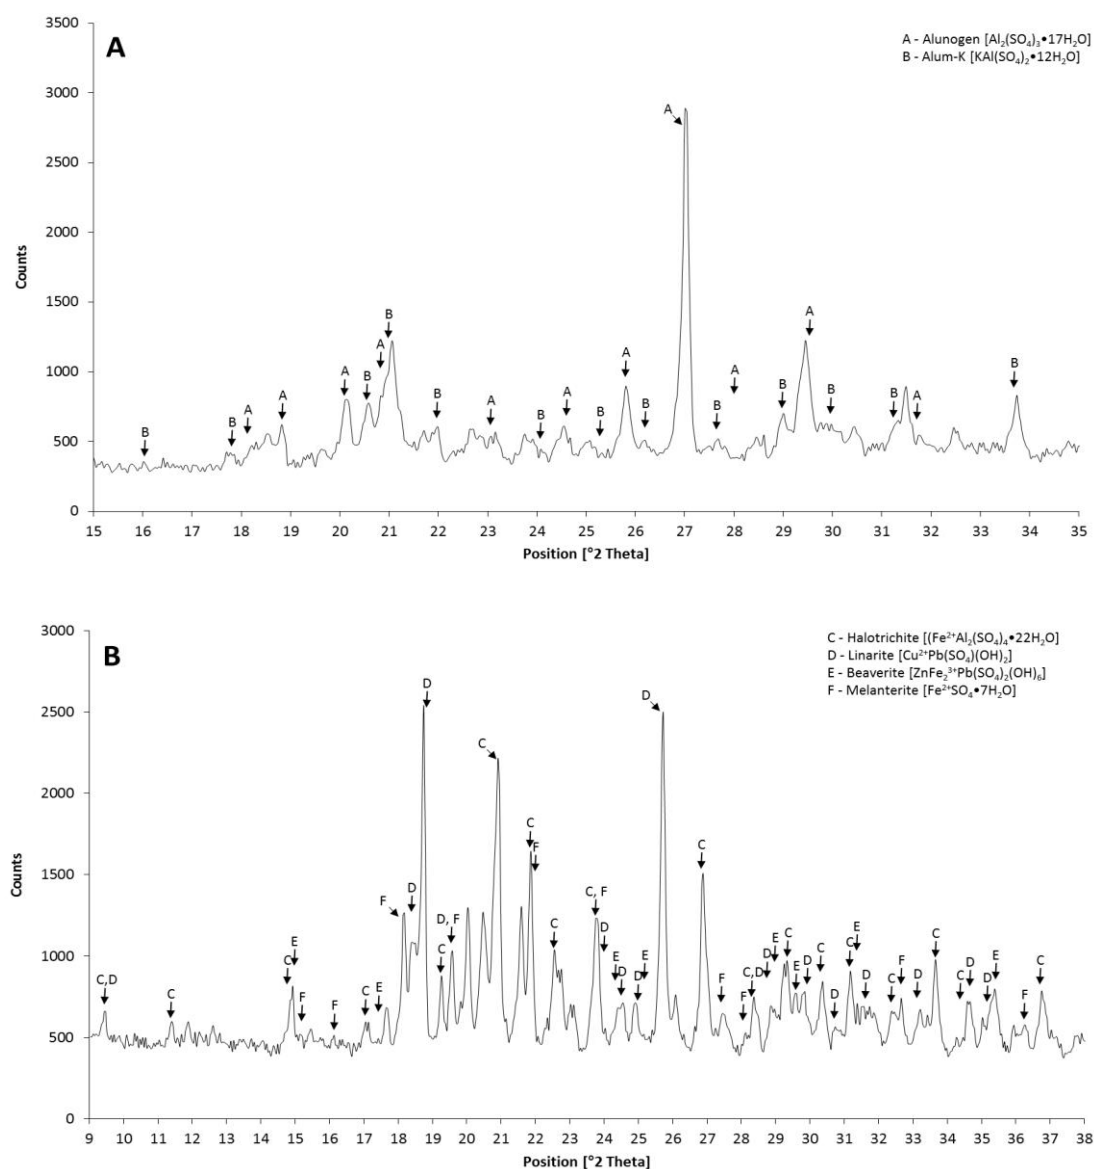 A
A - Alunogen [Al₂(SO₄)₃•17H₂O]
B - Alum-K [KAl(SO₄)₂•12H₂O]
3500
3000
2500
2000
1500
1000
500
0
Counts
B B A A A B A B B A B A B A B A A B A B A B B A B
15 16 17 18 19 20 21 22 23 24 25 26 27 28 29 30 31 32 33 34 35
Position [°2 Theta]
B
C - Halotrichite [(Fe²⁺Al₂(SO₄)₄•22H₂O]
D - Linarite [Cu²⁺Pb(SO₄)(OH)₂]
E - Beaverite [ZnFe₂³⁺Pb(SO₄)₂(OH)₆]
F - Melanterite [Fe²⁺SO₄•7H₂O]
3000
2500
2000
1500
1000
500
0
Counts
C,D C C E F F C E F D D C D, F C C F C C, F D E D D E D C F F C, D D E C E D C D C E D C F D C C D D E F C
9 10 11 12 13 14 15 16 17 18 19 20 21 22 23 24 25 26 27 28 29 30 31 32 33 34 35 36 37 38
Position [°2 Theta]